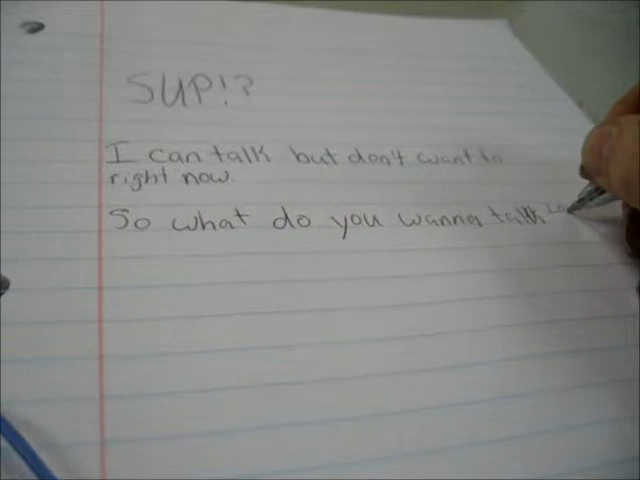 SUP!?
I can talk but don't want to
right now.
So what do you wanna talk